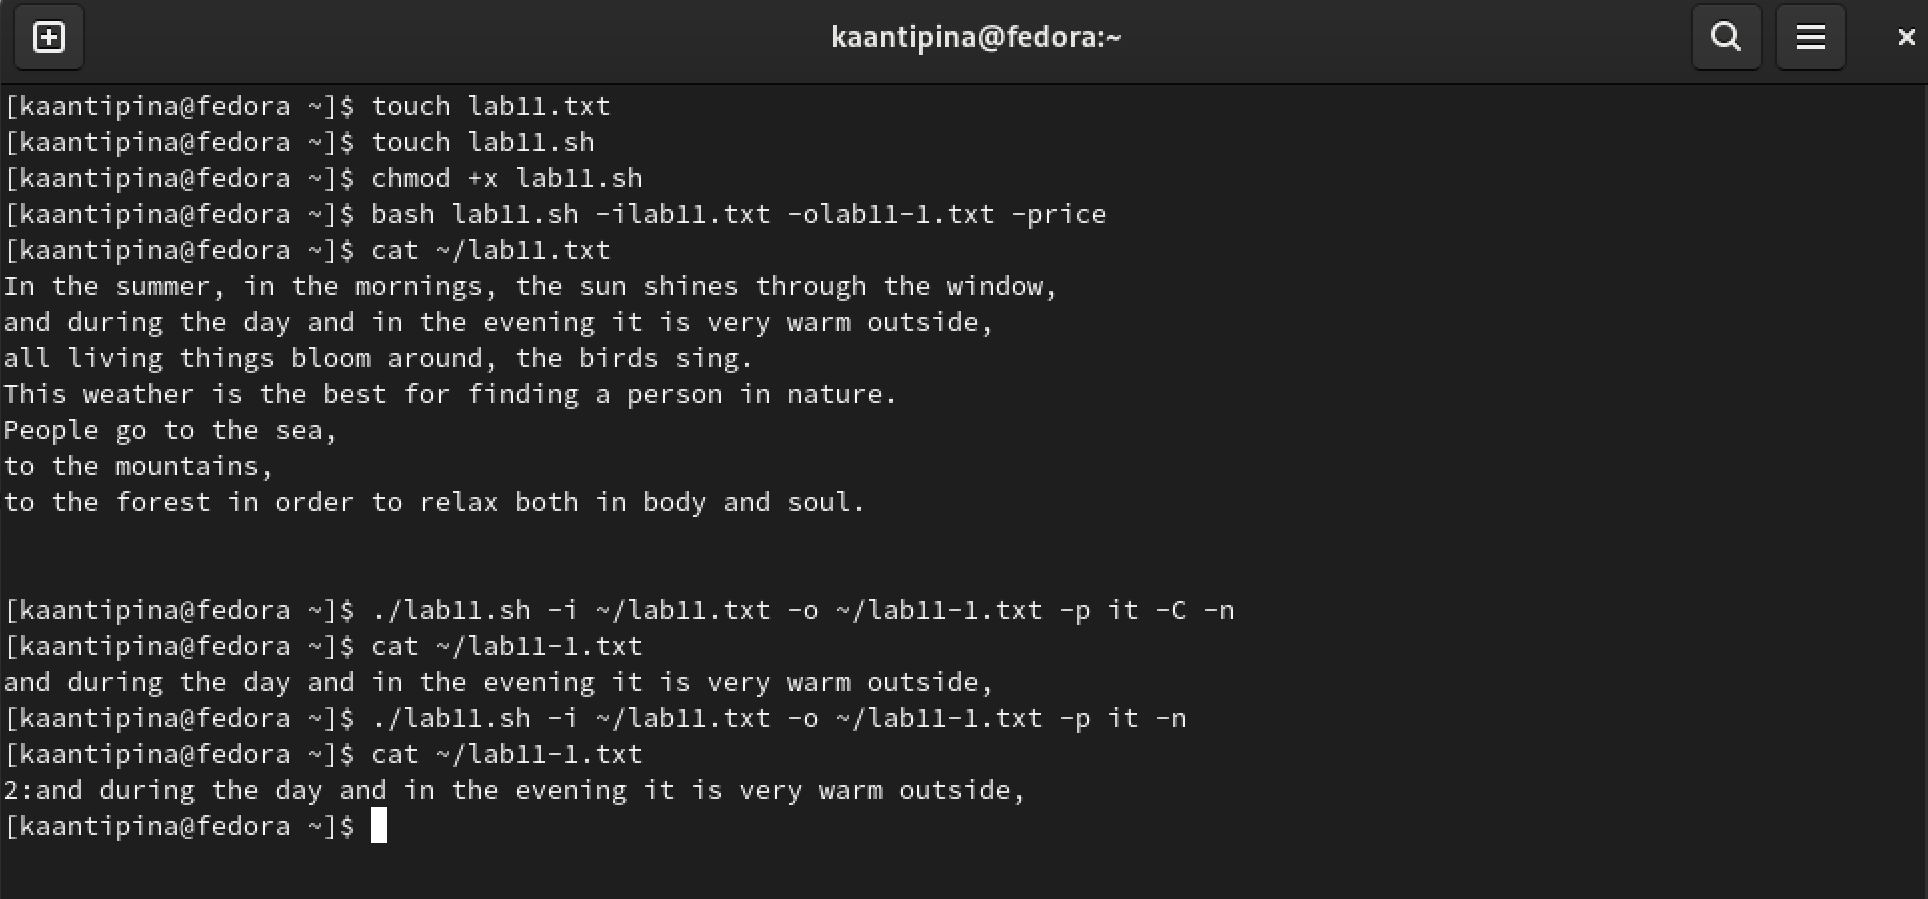 kaantipina@fedora:~
[kaantipina@fedora ~]$ touch lab11.txt
[kaantipina@fedora ~]$ touch lab11.sh
[kaantipina@fedora ~]$ chmod +x lab11.sh
[kaantipina@fedora ~]$ bash lab11.sh -ilab11.txt -olab11-1.txt -price
[kaantipina@fedora ~]$ cat ~/lab11.txt
In the summer, in the mornings, the sun shines through the window,
and during the day and in the evening it is very warm outside,
all living things bloom around, the birds sing.
This weather is the best for finding a person in nature.
People go to the sea,
to the mountains,
to the forest in order to relax both in body and soul.
[kaantipina@fedora ~]$ ./lab11.sh -i ~/lab11.txt -o ~/lab11-1.txt -p it -C -n
[kaantipina@fedora ~]$ cat ~/lab11-1.txt
and during the day and in the evening it is very warm outside,
[kaantipina@fedora ~]$ ./lab11.sh -i ~/lab11.txt -o ~/lab11-1.txt -p it -n
[kaantipina@fedora ~]$ cat ~/lab11-1.txt
2:and during the day and in the evening it is very warm outside,
[kaantipina@fedora ~]$